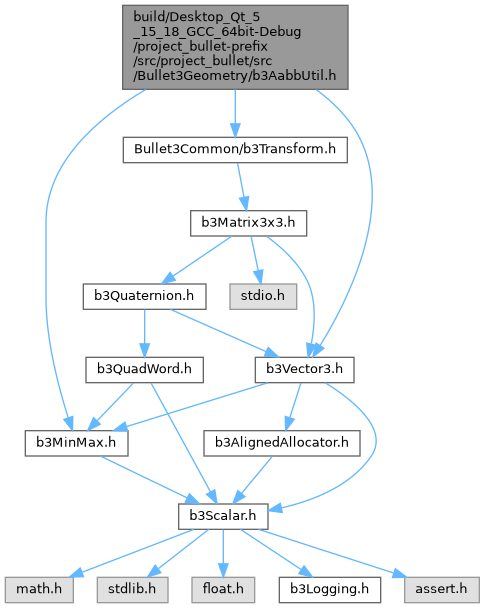 build/Desktop_Qt_5
_15_18_GCC_64bit-Debug
/project_bullet-prefix
/src/project_bullet/src
/Bullet3Geometry/b3AabbUtil.h
Bullet3Common/b3Transform.h
b3Matrix3x3.h
b3Quaternion.h
stdio.h
b3QuadWord.h
b3Vector3.h
b3MinMax.h
b3AlignedAllocator.h
b3Scalar.h
math.h
stdlib.h
float.h
b3Logging.h
assert.h